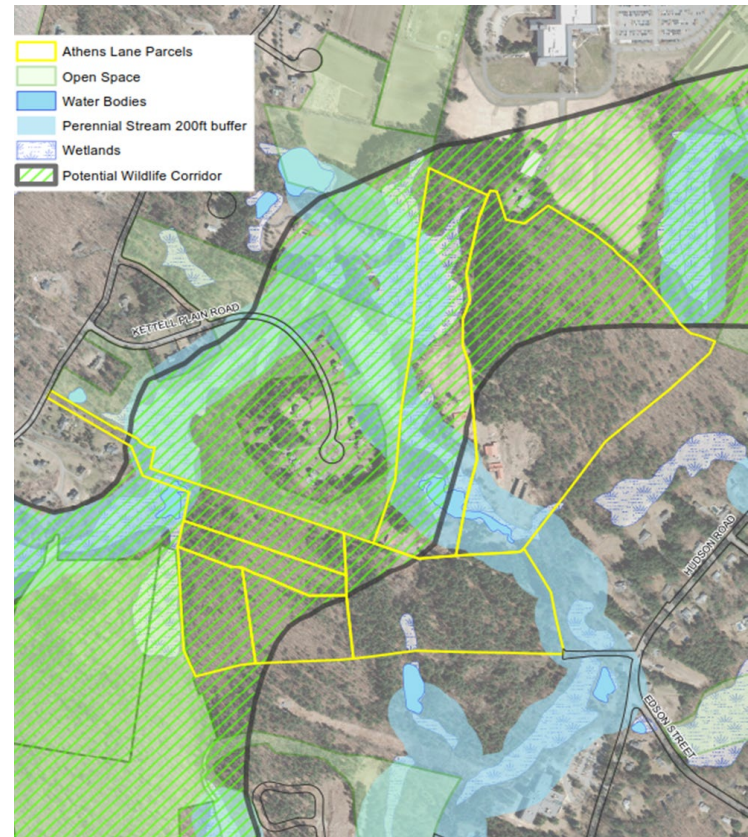 Athens Lane Parcels
Open Space
Water Bodies
Perennial Stream 200ft buffer
Wetlands
Potential Wildlife Corridor
KETTELL PLAIN ROAD
HUDSON ROAD
EDSON STREET